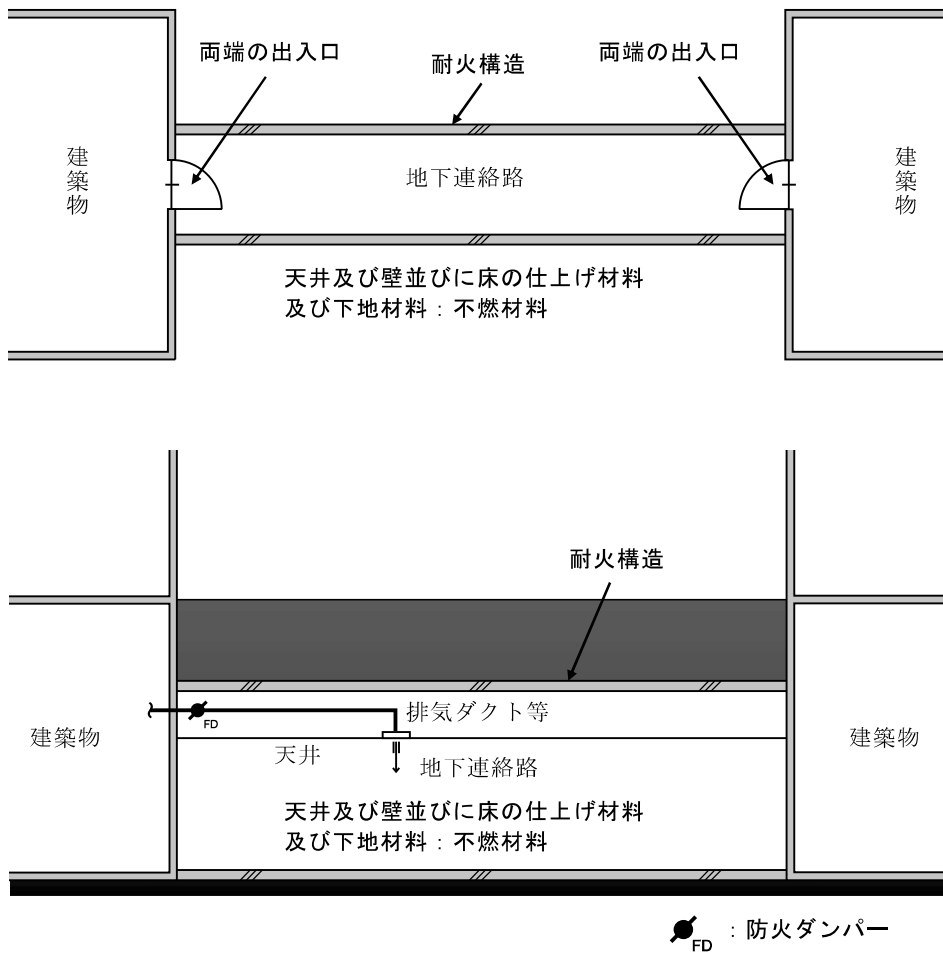 両端の出入口
耐火構造
両端の出入口
建築物
地下連絡路
建築物
天井及び壁並びに床の仕上げ材料
及び下地材料：不燃材料
耐火構造
排気ダクト等
FD
建築物
天井
地下連絡路
建築物
天井及び壁並びに床の仕上げ材料
及び下地材料：不燃材料
FD ：防火ダンパー